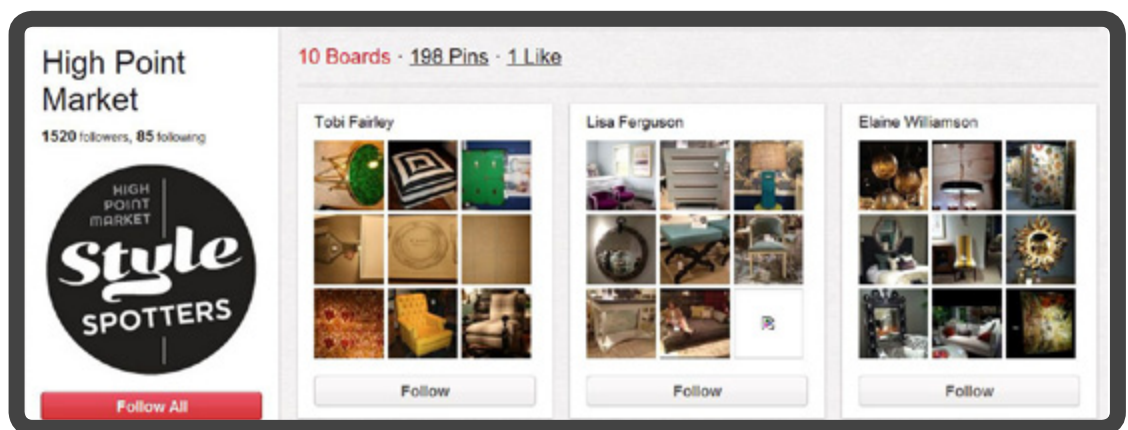 High Point
Market
1520 followers, 85 following
HIGH
POINT
MARKET
Style
SPOTTERS
Follow All
10 Boards · 198 Pins · 1 Like
Tobi Fairley
Follow
Lisa Ferguson
Follow
Elaine Williamson
Follow